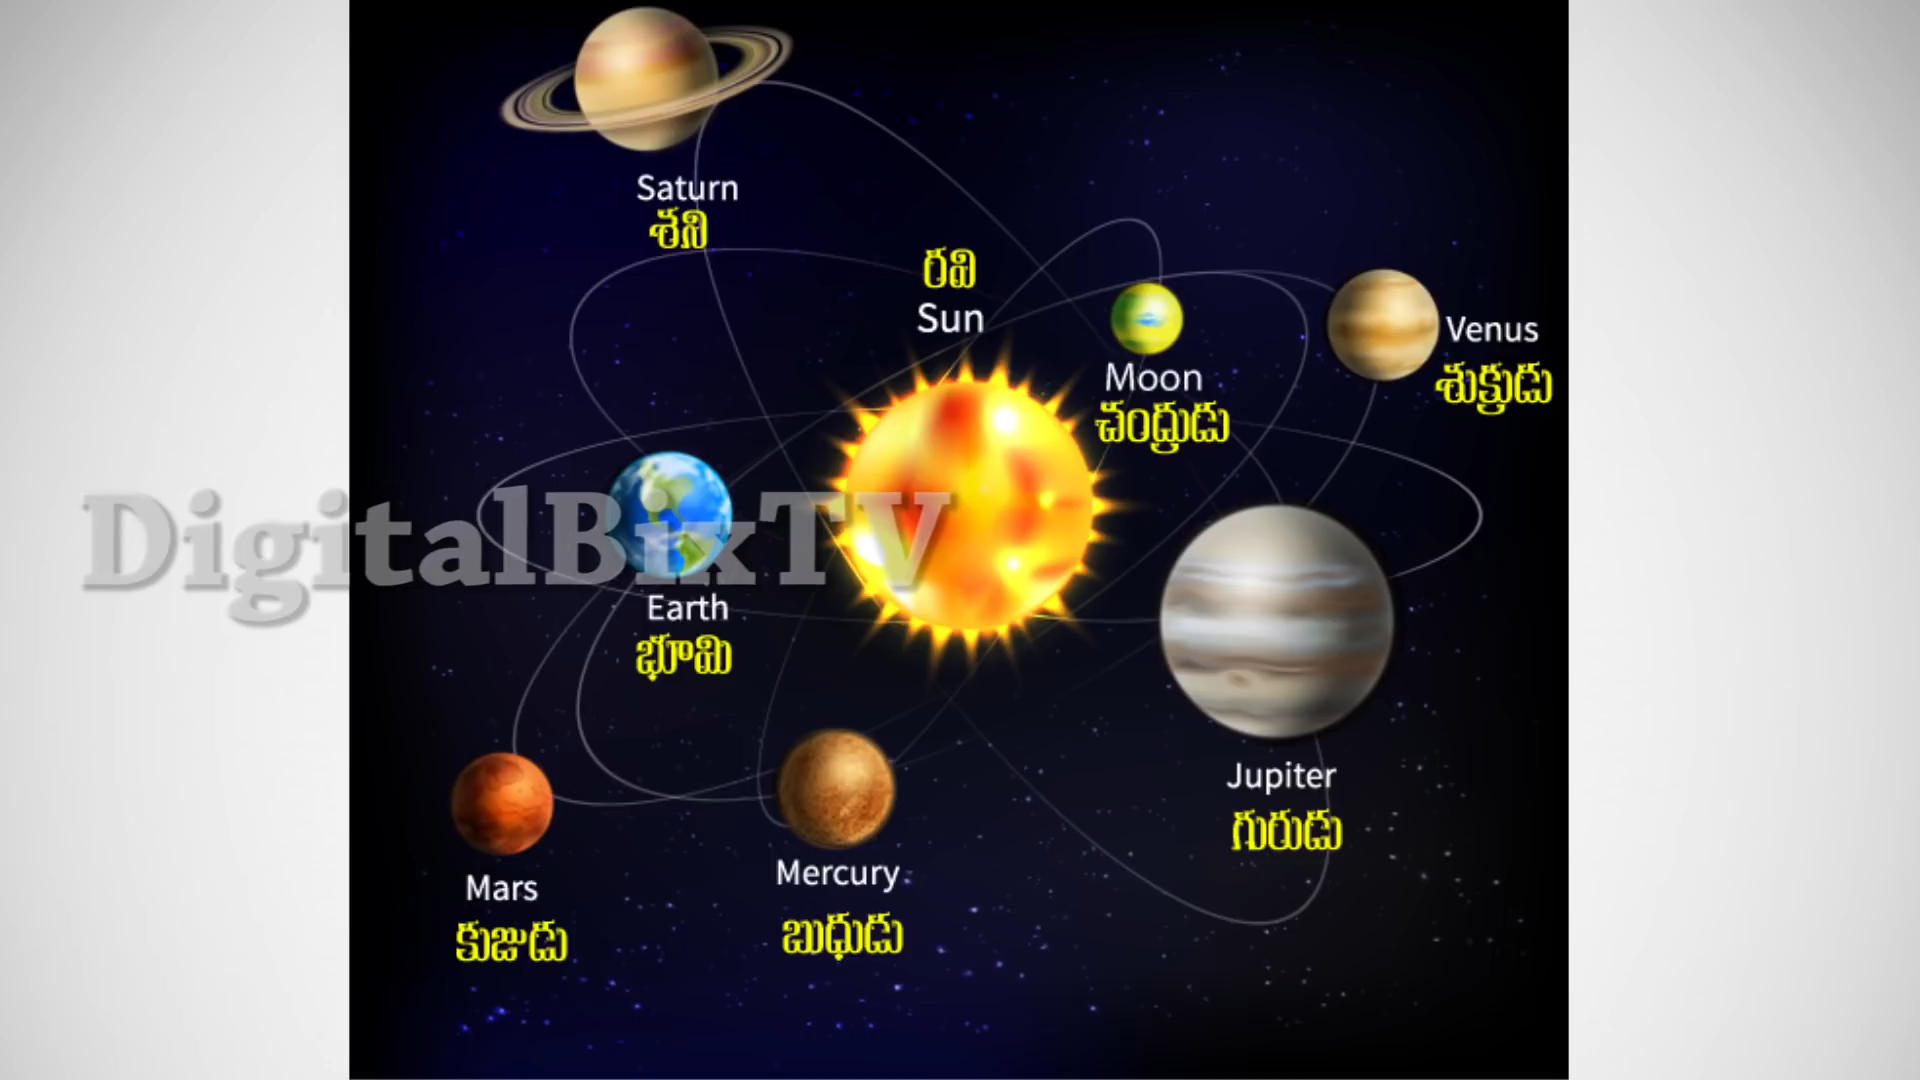 Saturn
శని
రవి
Sun
Venus
శుక్రుడు
Moon
చంద్రుడు
DigitalBixTV
Earth
భూమి
Jupiter
గురుడు
Mercury
బుధుడు
Mars
కుజుడు